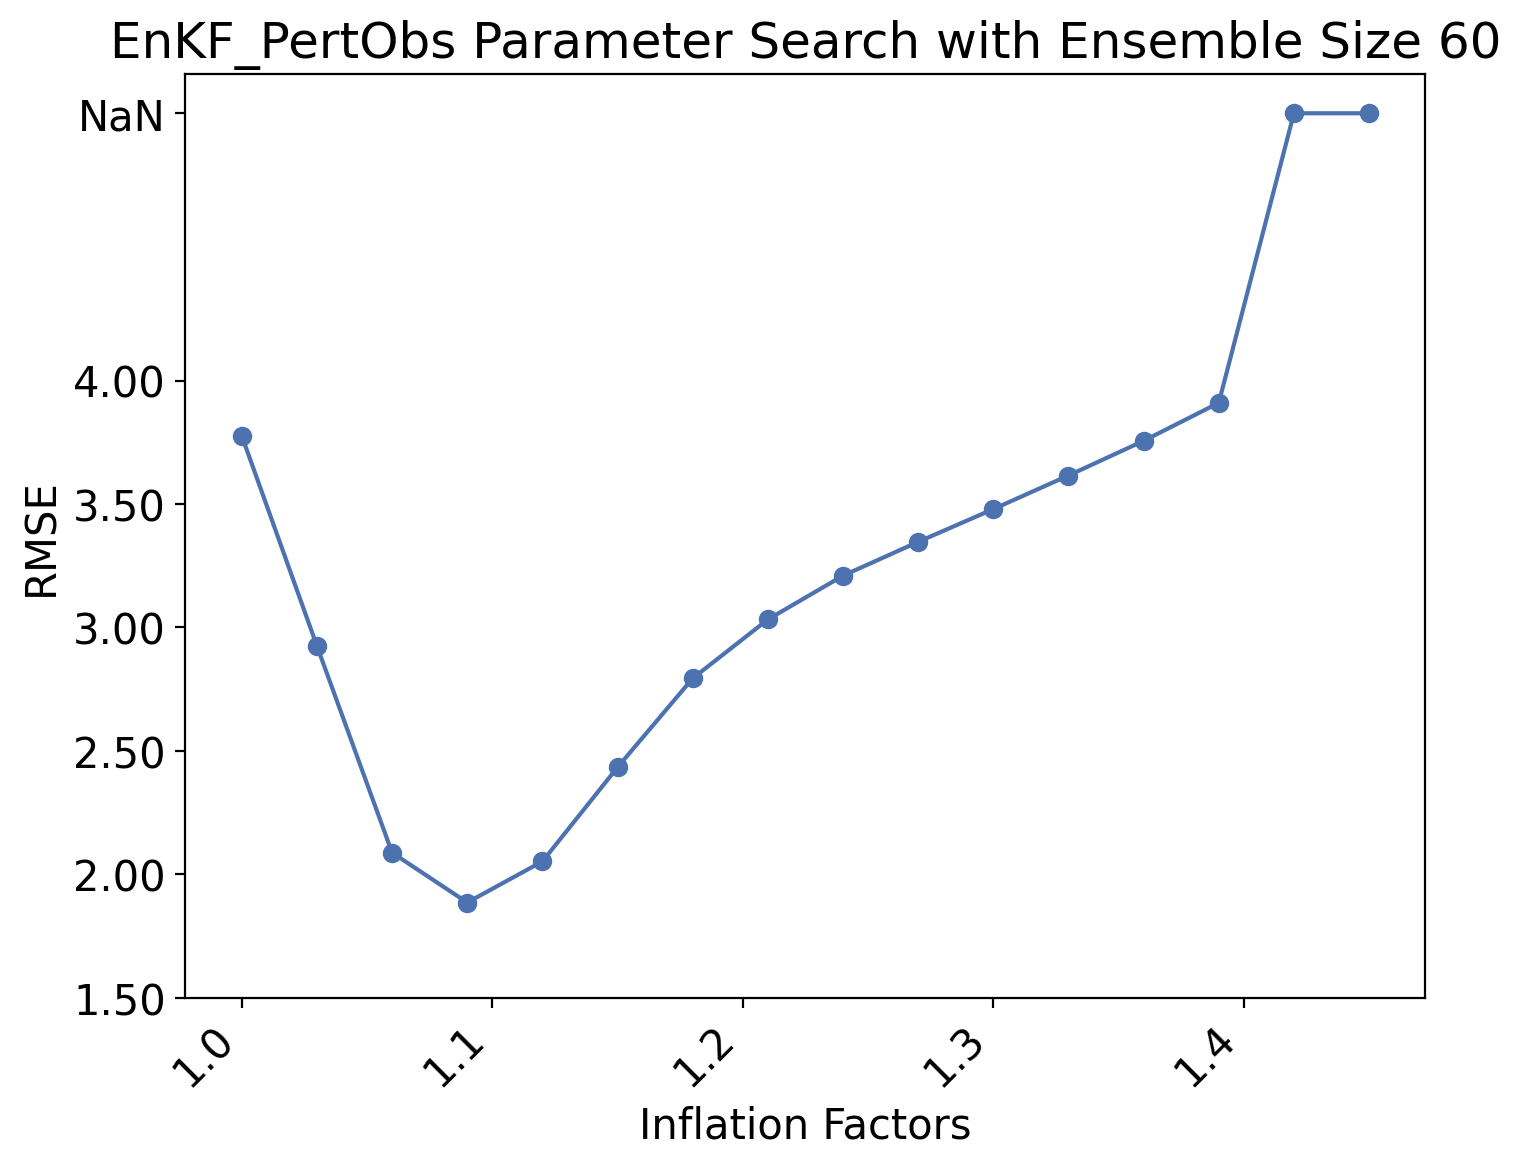 EnKF_PertObs Parameter Search with Ensemble Size 60
NaN
4.00
3.50
3.00
2.50
2.00
1.50
RMSE
1.0
1.1
1.2
1.3
1.4
Inflation Factors